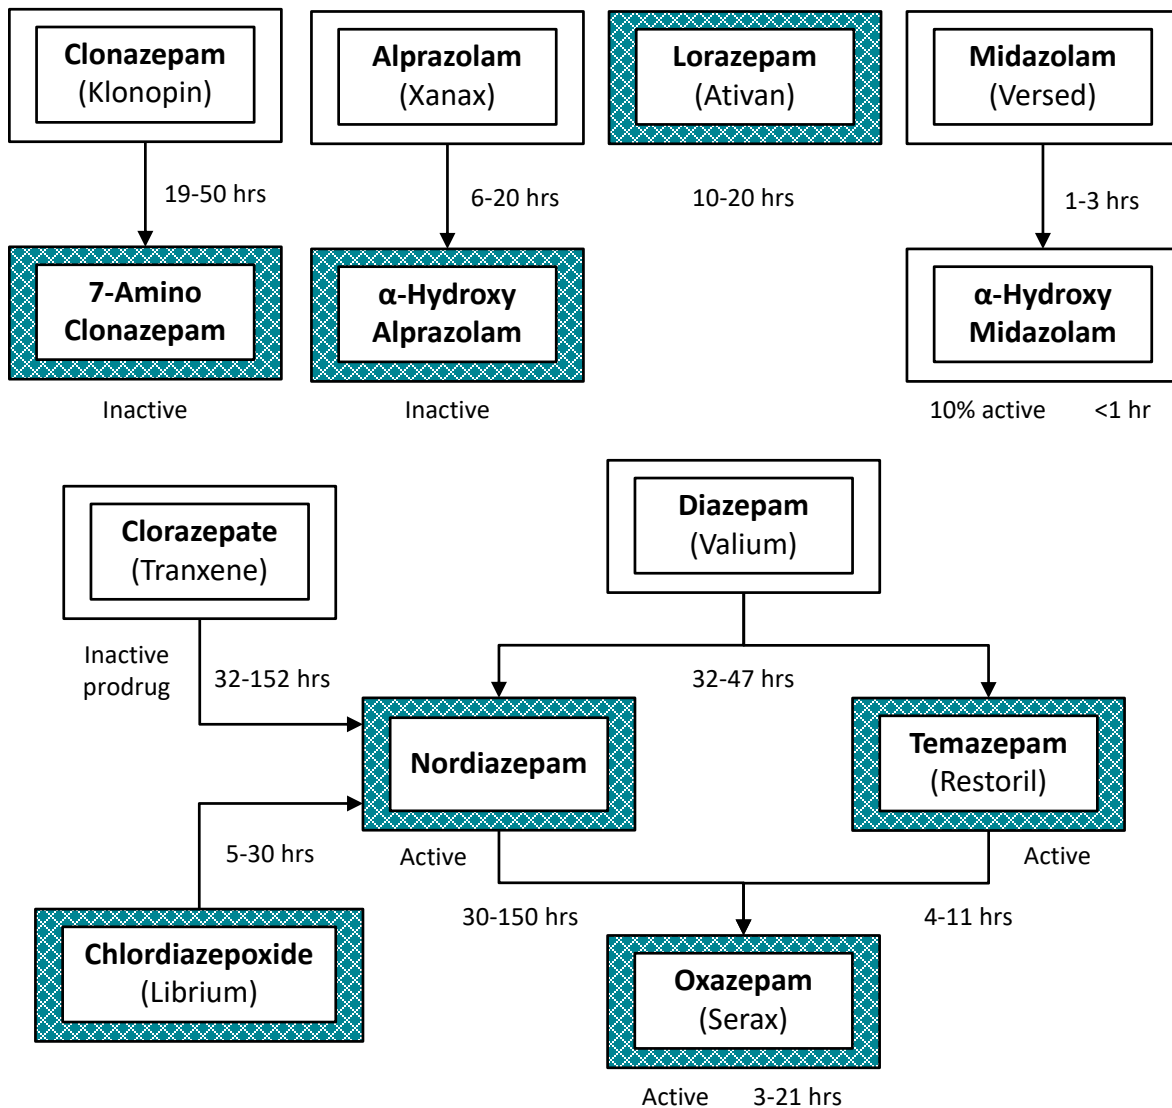 Clonazepam
(Klonopin)
Alprazolam
(Xanax)
Lorazepam
(Ativan)
Midazolam
(Versed)
19-50 hrs
6-20 hrs
10-20 hrs
1-3 hrs
7-Amino
Clonazepam
α-Hydroxy
Alprazolam
α-Hydroxy
Midazolam
Inactive
Inactive
10% active
<1 hr
Clorazepate
(Tranxene)
Diazepam
(Valium)
Inactive
prodrug
32-152 hrs
32-47 hrs
Nordiazepam
Temazepam
(Restoril)
5-30 hrs
Active
Active
30-150 hrs
4-11 hrs
Chlordiazepoxide
(Librium)
Oxazepam
(Serax)
Active
3-21 hrs